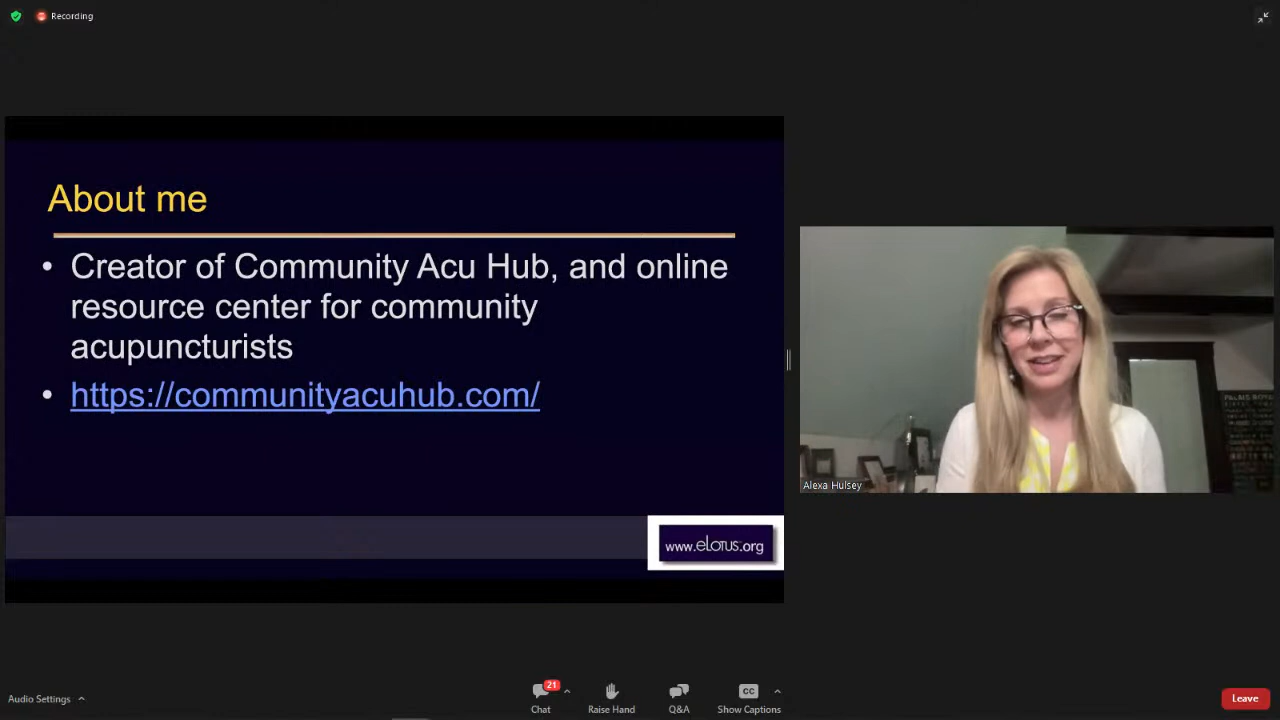 Recording
About me
• Creator of Community Acu Hub, and online
resource center for community
acupuncturists
• https://communityacuhub.com/
www.eLotus.org
Alexa Hulsey
Audio Settings
21
Chat
Raise Hand
Q&A
CC
Show Captions
Leave